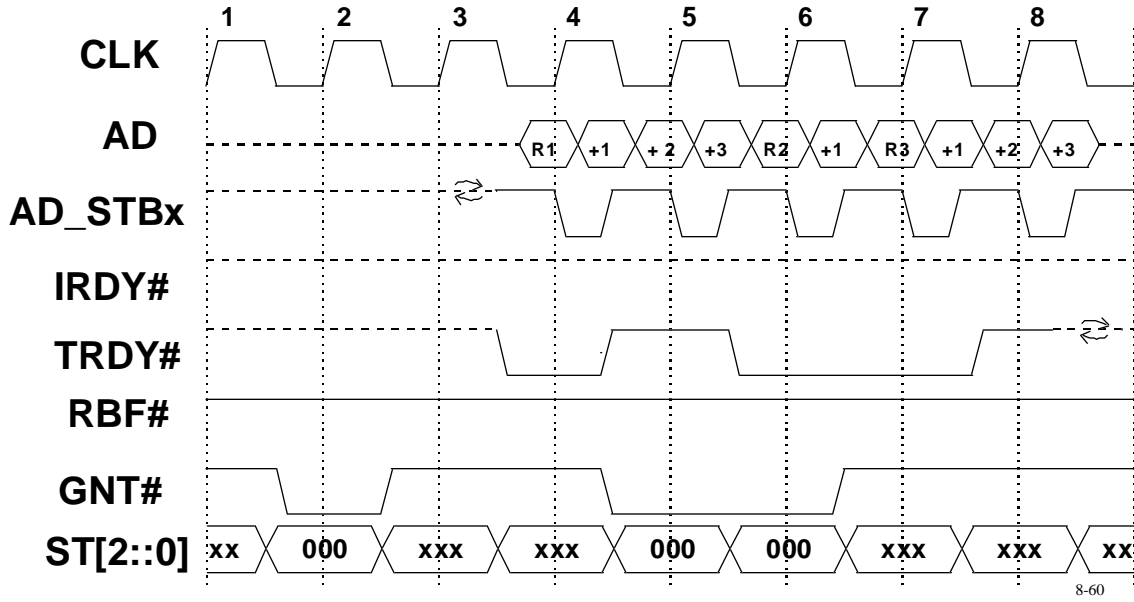 1 2 3 4 5 6 7 8
CLK
AD
R1 +1 + 2 +3 R2 +1 R3 +1 +2 +3
AD_STBx
IRDY#
TRDY#
RBF#
GNT#
ST[2::0] xx 000 xxx xxx 000 000 xxx xxx xx
8-60